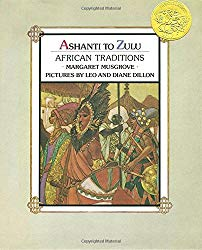 ASHANTI TO ZULU
AFRICAN TRADITIONS
· MARGARET MUSGROVE ·
PICTURES BY LEO AND DIANE DILLON